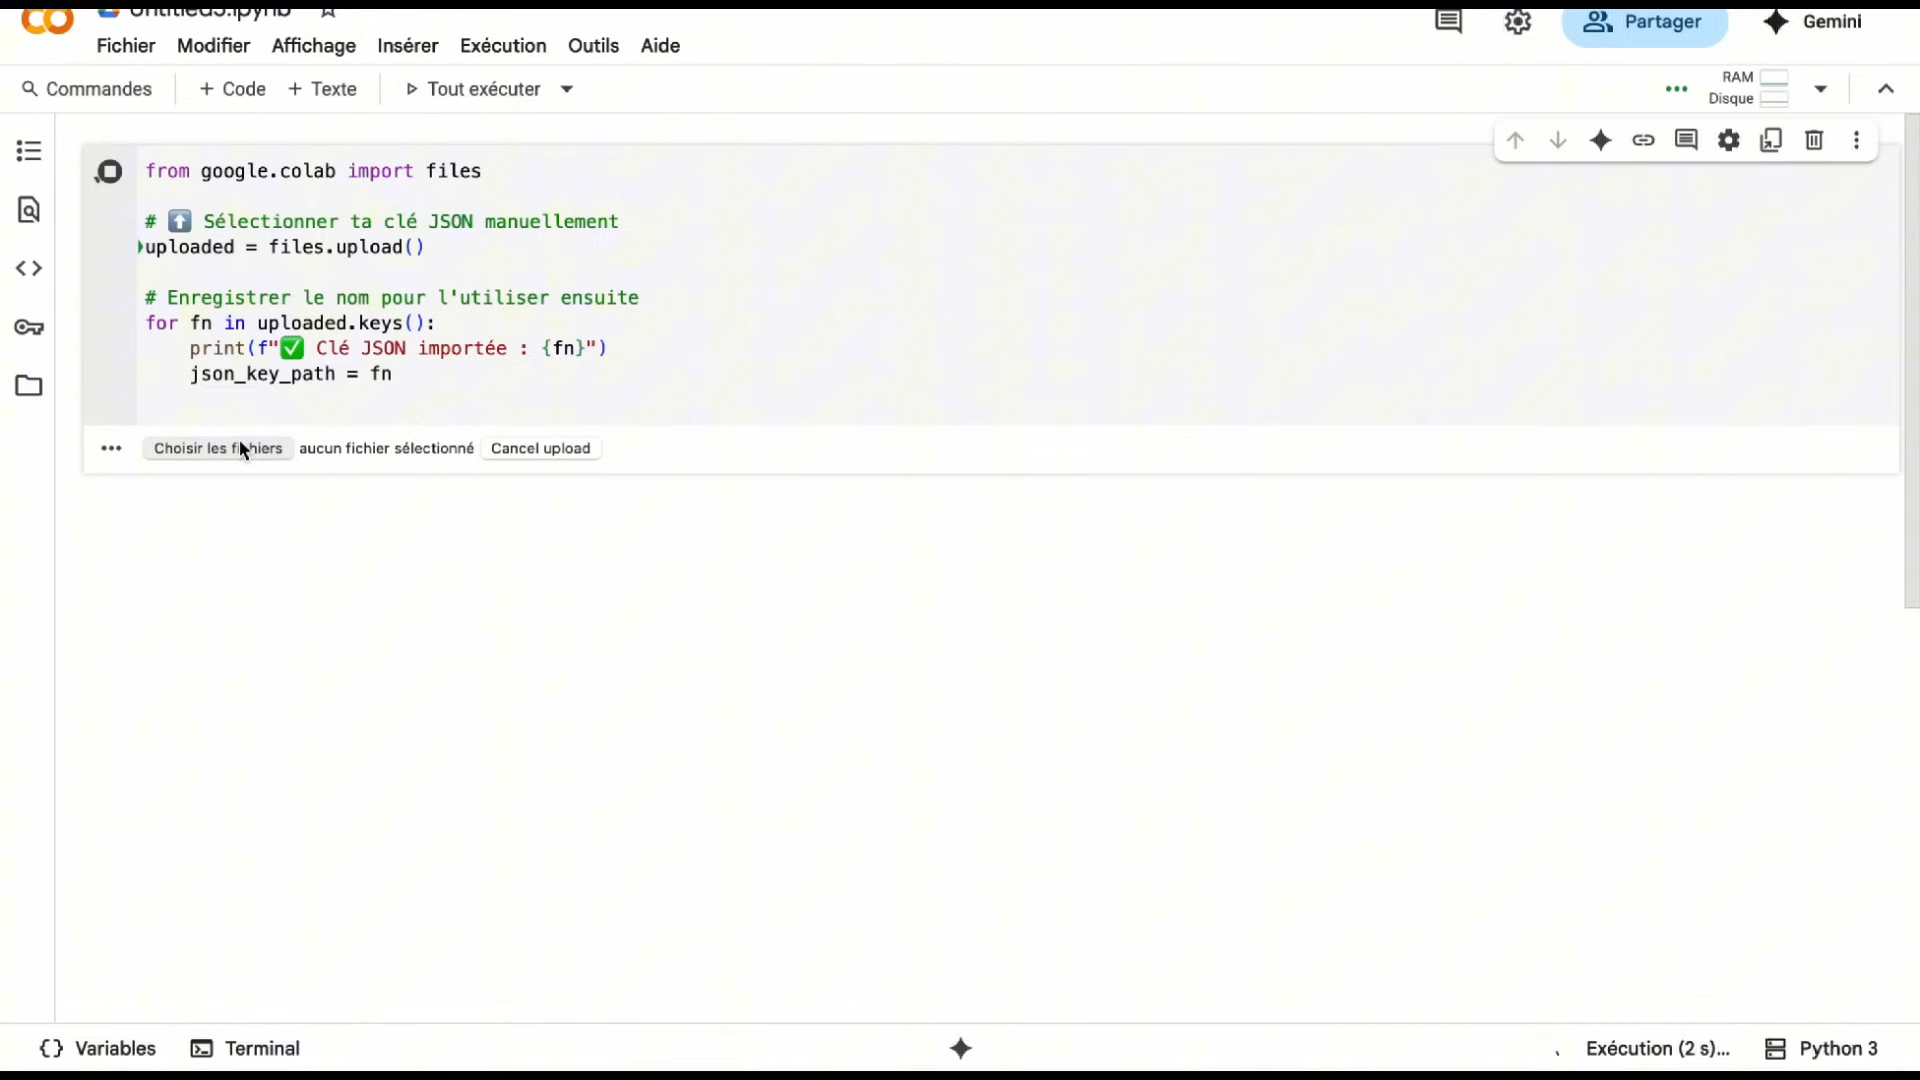 Untitled5.ipynb
Partager
Gemini
Fichier Modifier Affichage Insérer Exécution Outils Aide
Commandes + Code + Texte Tout exécuter
RAM
Disque
from google.colab import files
# ⬆️ Sélectionner ta clé JSON manuellement
uploaded = files.upload()
# Enregistrer le nom pour l'utiliser ensuite
for fn in uploaded.keys():
print(f"✅ Clé JSON importée : {fn}")
json_key_path = fn
Choisir les fichiers aucun fichier sélectionné Cancel upload
Variables Terminal
Exécution (2 s)... Python 3